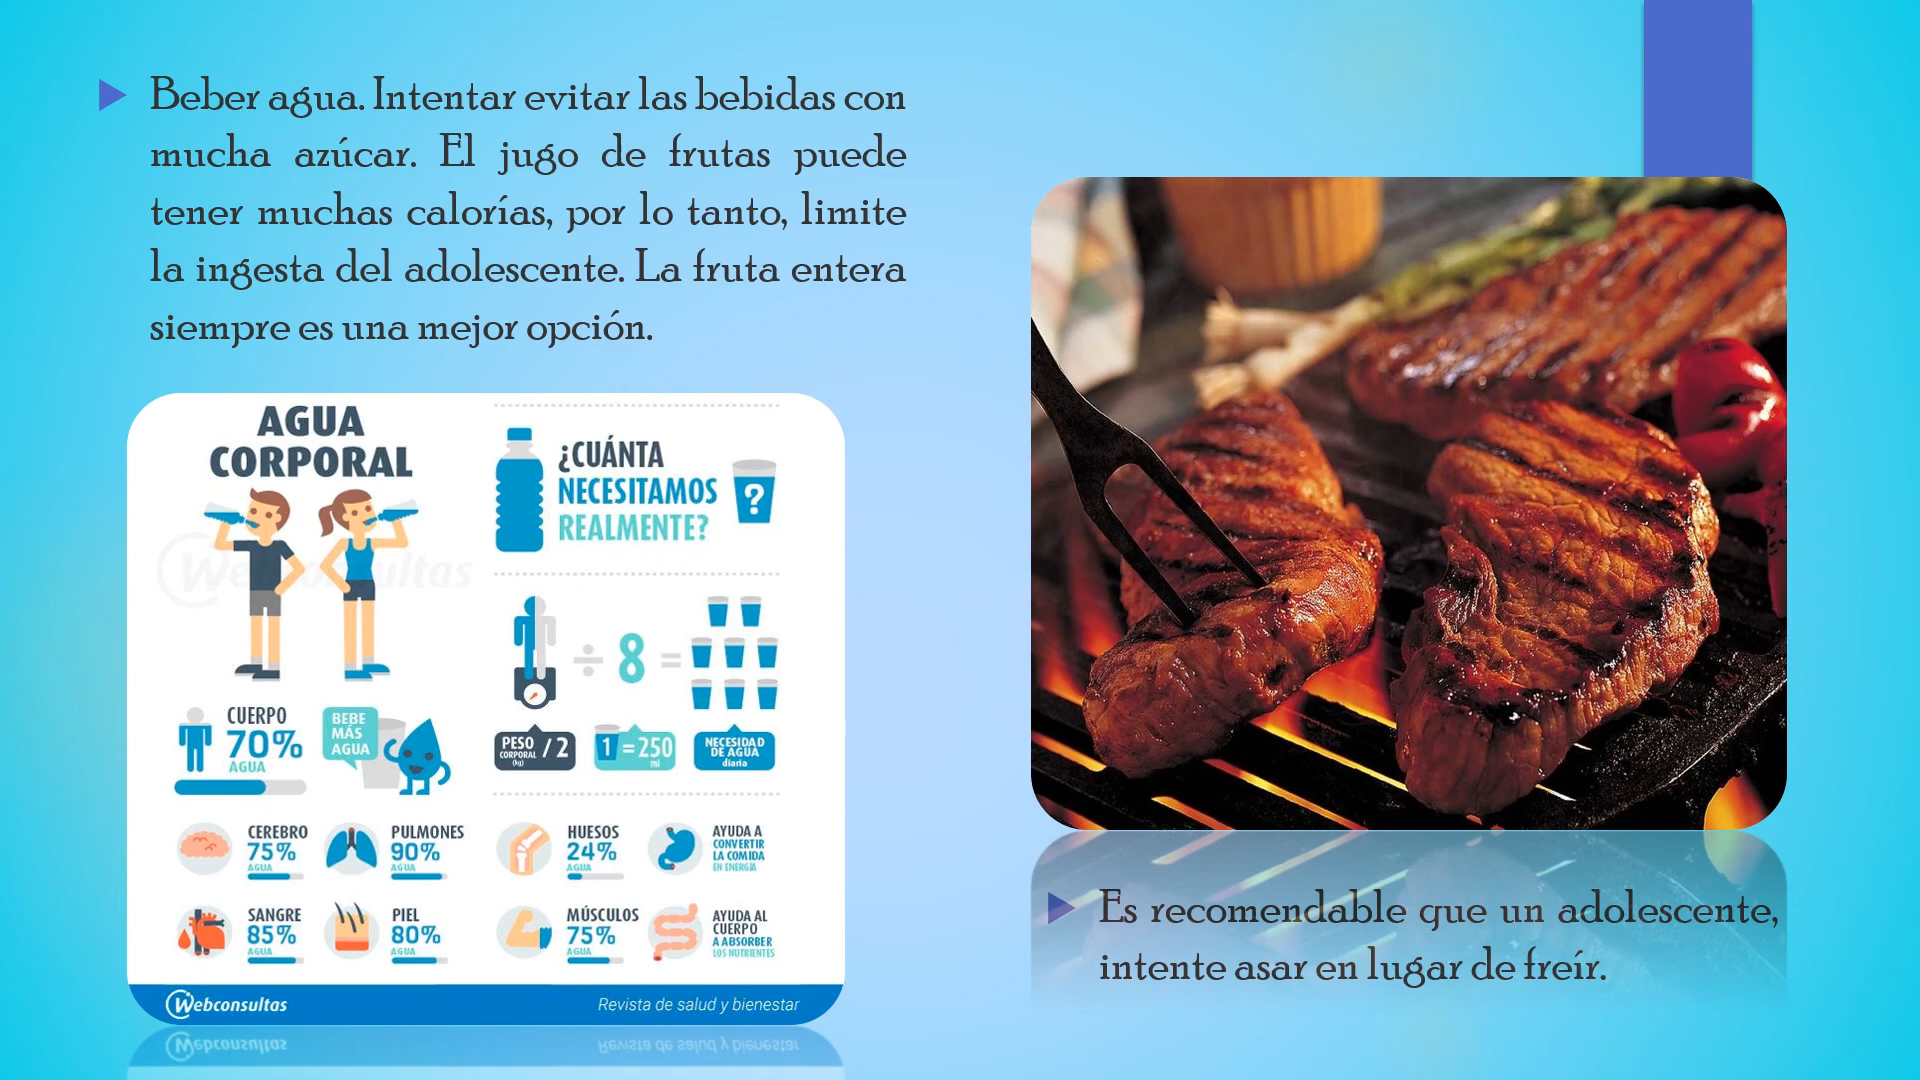 Beber agua. Intentar evitar las bebidas con
mucha azúcar. El jugo de frutas puede
tener muchas calorías, por lo tanto, limite
la ingesta del adolescente. La fruta entera
siempre es una mejor opción.
AGUA
CORPORAL
Webconsultas
CUERPO
70%
AGUA
BEBE
MÁS
AGUA
CEREBRO
75%
AGUA
PULMONES
90%
AGUA
SANGRE
85%
AGUA
PIEL
80%
AGUA
¿CUÁNTA
NECESITAMOS
REALMENTE?
?
÷ 8 =
PESO
CORPORAL
(kg)
/ 2
1 = 250
ml
NECESIDAD
DE AGUA
diaria
HUESOS
24%
AGUA
AYUDA A
CONVERTIR
LA COMIDA
EN ENERGÍA
MÚSCULOS
75%
AGUA
AYUDA AL
CUERPO
A ABSORBER
LOS NUTRIENTES
Webconsultas
Revista de salud y bienestar
Es recomendable que un adolescente,
intente asar en lugar de freír.